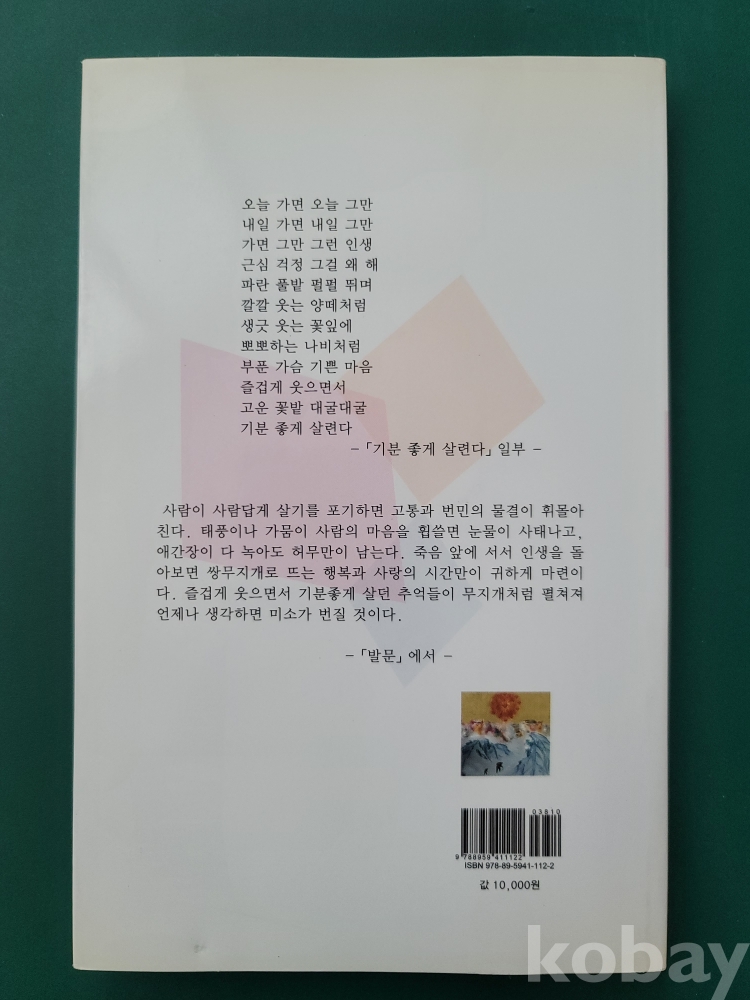 오늘 가면 오늘 그만
내일 가면 내일 그만
가면 그만 그런 인생
근심 걱정 그걸 왜 해
파란 풀밭 펄펄 뛰며
깔깔 웃는 양떼처럼
생긋 웃는 꽃잎에
뽀뽀하는 나비처럼
부푼 가슴 기쁜 마음
즐겁게 웃으면서
고운 꽃밭 대굴대굴
기분 좋게 살련다
– 「기분 좋게 살련다」 일부 –
사람이 사람답게 살기를 포기하면 고통과 번민의 물결이 휘몰아
친다. 태풍이나 가뭄이 사람의 마음을 휩쓸면 눈물이 사태나고,
애간장이 다 녹아도 허무만이 남는다. 죽음 앞에 서서 인생을 돌
아보면 쌍무지개로 뜨는 행복과 사랑의 시간만이 귀하게 마련이
다. 즐겁게 웃으면서 기분좋게 살던 추억들이 무지개처럼 펼쳐져
언제나 생각하면 미소가 번질 것이다.
– 「발문」 에서 –
03810
9 788959 411122
ISBN 978-89-5941-112-2
값 10,000원
kobay